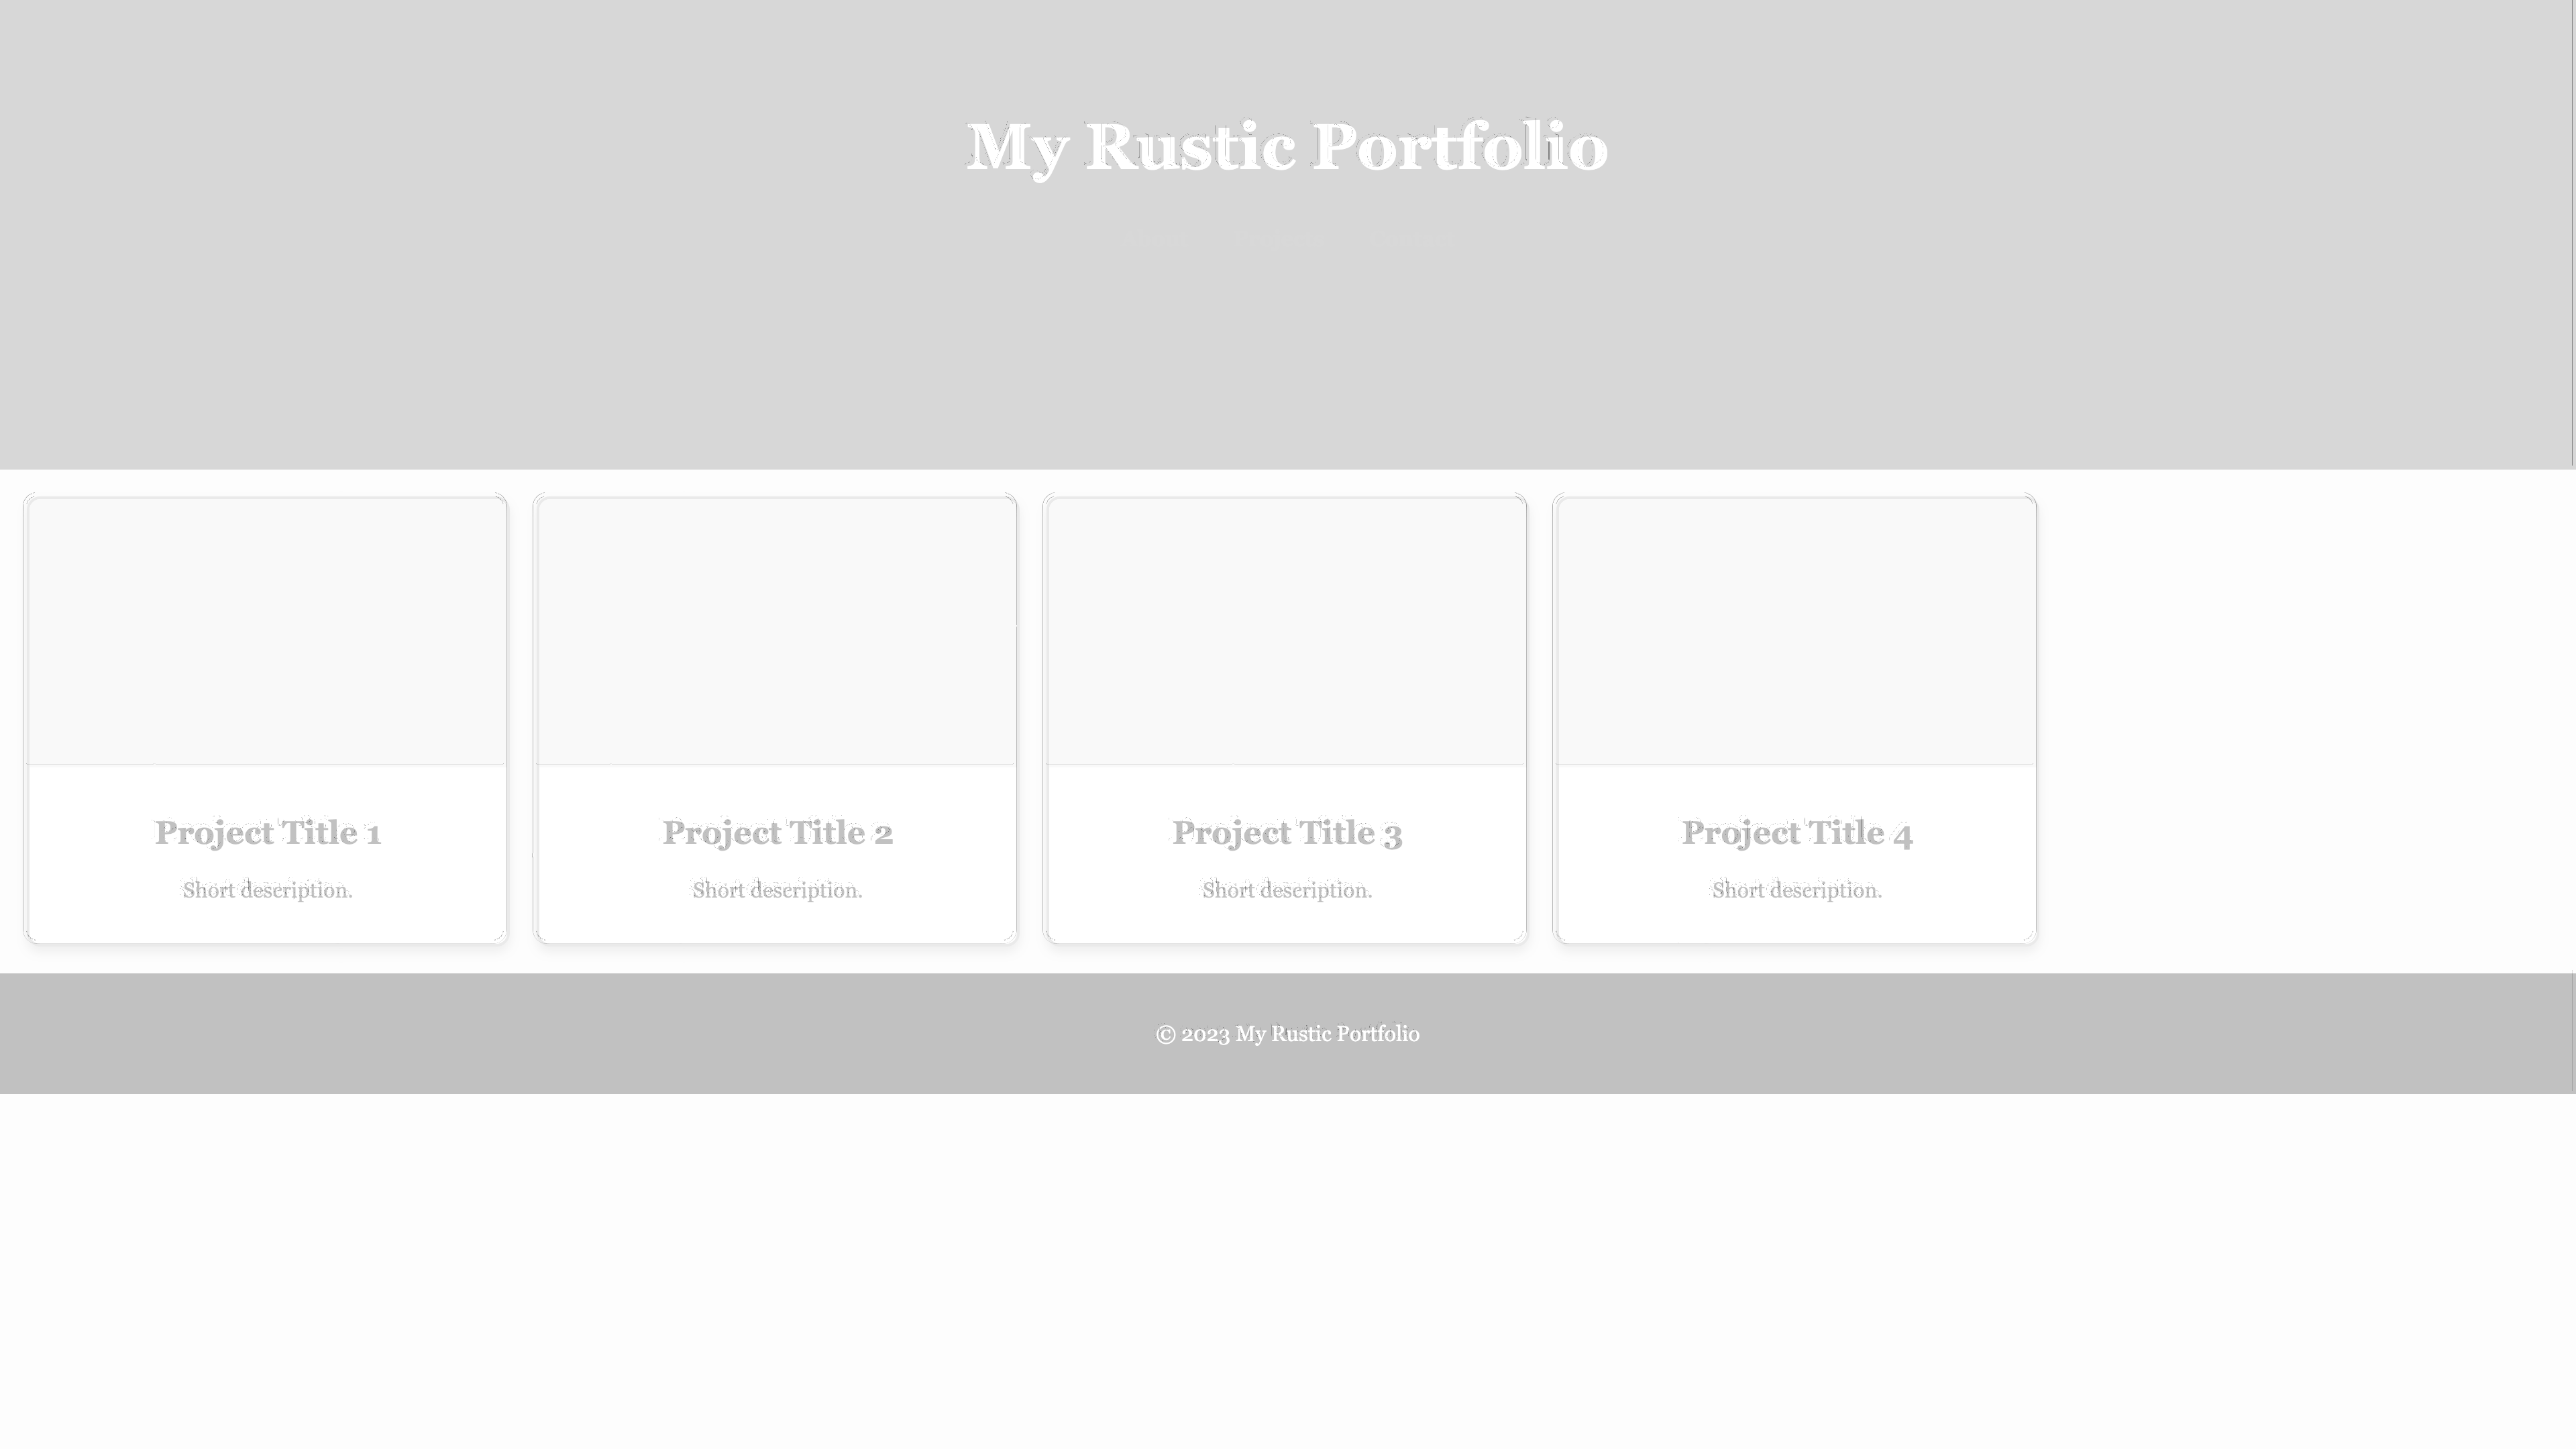 My Rustic Portfolio
Project Title 1
Short description.
Project Title 2
Short description.
Project Title 3
Short description.
Project Title 4
Short description.
© 2023 My Rustic Portfolio